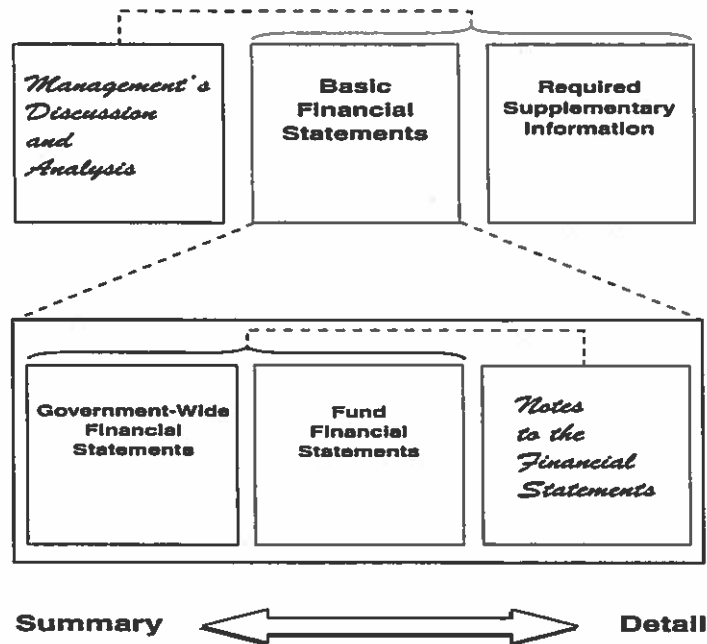 Management's
Discussion
and
Analysis
Basic
Financial
Statements
Required
Supplementary
Information
Government-Wide
Financial
Statements
Fund
Financial
Statements
Notes
to the
Financial
Statements
Summary
Detail